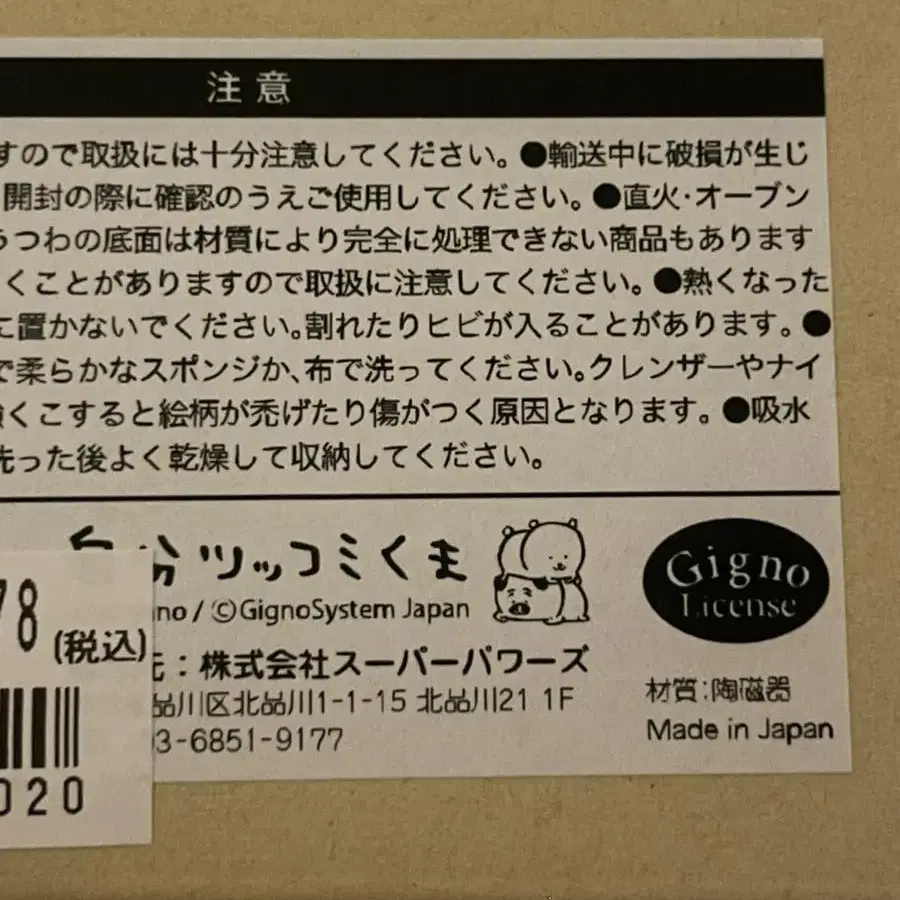 注意
すので取扱には十分注意してください。●輸送中に破損が生じ
開封の際に確認のうえご使用してください。●直火・オーブン
うつわの底面は材質により完全に処理できない商品もあります
くことがありますので取扱に注意してください。●熱くなった
に置かないでください。割れたりヒビが入ることがあります。●
で柔らかなスポンジか、布で洗ってください。クレンザーやナイ
強くこすると絵柄が禿げたり傷がつく原因となります。●吸水
洗った後よく乾燥して収納してください。
分ツッコミくま
no / ©GignoSystem Japan
Gigno
License
78
(税込)
元：株式会社スーパーパワーズ
品川区北品川1-1-15 北品川21 1F
03-6851-9177
材質：陶磁器
Made in Japan
020